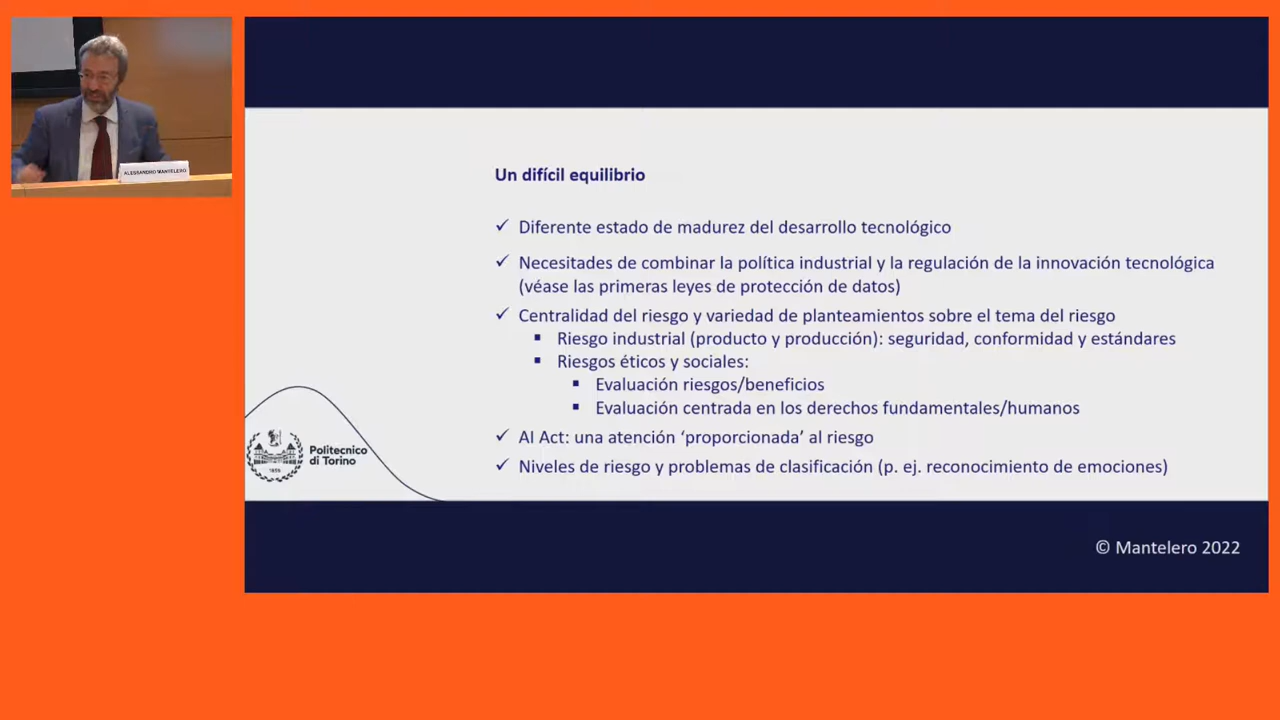 ALESSANDRO MANTELERO
Un difícil equilibrio
✓ Diferente estado de madurez del desarrollo tecnológico
✓ Necesitades de combinar la política industrial y la regulación de la innovación tecnológica
(véase las primeras leyes de protección de datos)
✓ Centralidad del riesgo y variedad de planteamientos sobre el tema del riesgo
▪ Riesgo industrial (producto y producción): seguridad, conformidad y estándares
▪ Riesgos éticos y sociales:
▪ Evaluación riesgos/beneficios
▪ Evaluación centrada en los derechos fundamentales/humanos
✓ AI Act: una atención ‘proporcionada’ al riesgo
✓ Niveles de riesgo y problemas de clasificación (p. ej. reconocimiento de emociones)
Politecnico
di Torino
1859
© Mantelero 2022